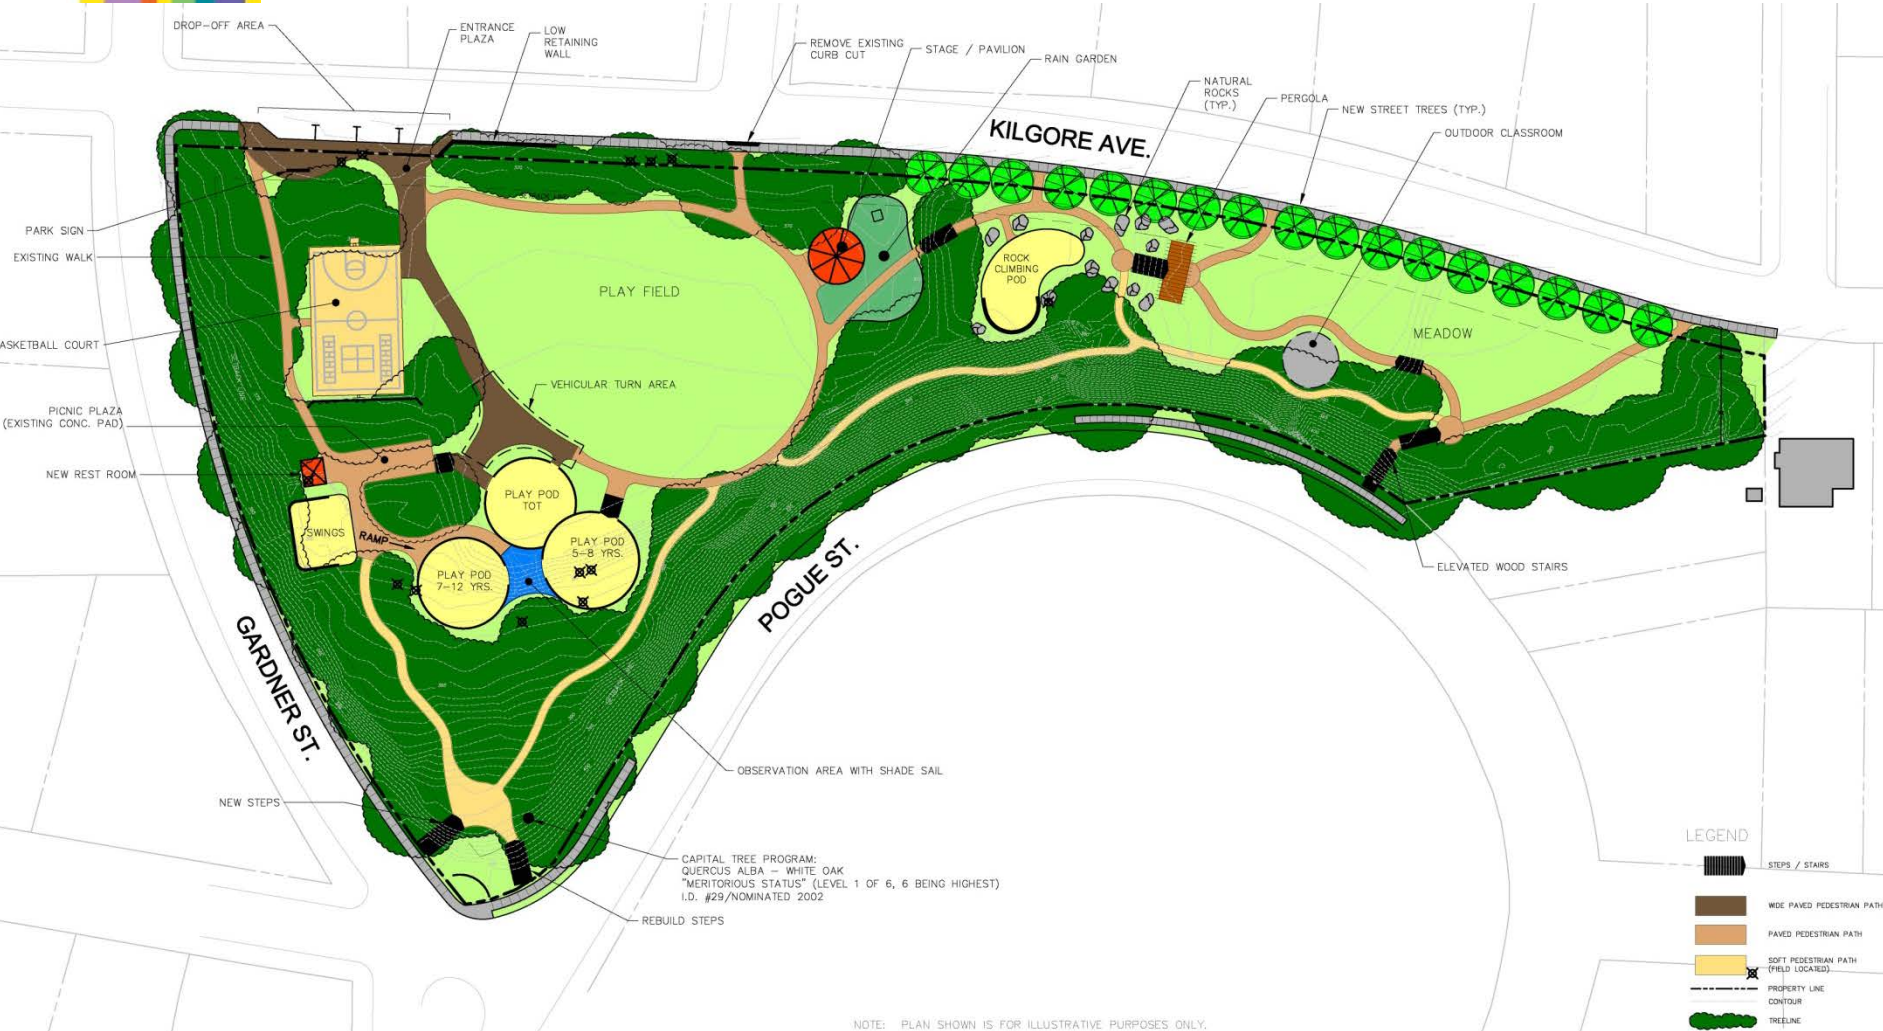 DROP-OFF AREA
ENTRANCE
PLAZA
LOW
RETAINING
WALL
REMOVE EXISTING
CURB CUT
STAGE / PAVILION
RAIN GARDEN
NATURAL
ROCKS
(TYP.)
PERGOLA
NEW STREET TREES (TYP.)
OUTDOOR CLASSROOM
KILGORE AVE.
PARK SIGN
EXISTING WALK
PLAY FIELD
ROCK
CLIMBING
POD
MEADOW
ASKETBALL COURT
VEHICULAR TURN AREA
PICNIC PLAZA
(EXISTING CONC. PAD)
NEW REST ROOM
PLAY POD
TOT
SWINGS
RAMP
PLAY POD
5-8 YRS.
PLAY POD
7-12 YRS.
POGUE ST.
ELEVATED WOOD STAIRS
GARDNER ST.
OBSERVATION AREA WITH SHADE SAIL
NEW STEPS
CAPITAL TREE PROGRAM:
QUERCUS ALBA - WHITE OAK
"MERITORIOUS STATUS" (LEVEL 1 OF 6, 6 BEING HIGHEST)
I.D. #29/NOMINATED 2002
REBUILD STEPS
LEGEND
STEPS / STAIRS
WIDE PAVED PEDESTRIAN PATH
PAVED PEDESTRIAN PATH
SOFT PEDESTRIAN PATH
(FIELD LOCATED)
PROPERTY LINE
CONTOUR
TREELINE
NOTE: PLAN SHOWN IS FOR ILLUSTRATIVE PURPOSES ONLY.